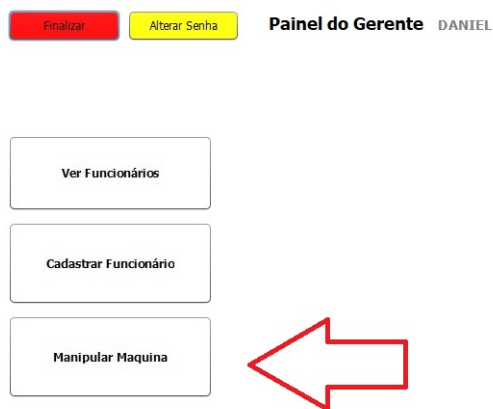 Finalizar Alterar Senha Painel do Gerente DANIEL
Ver Funcionários
Cadastrar Funcionário
Manipular Maquina